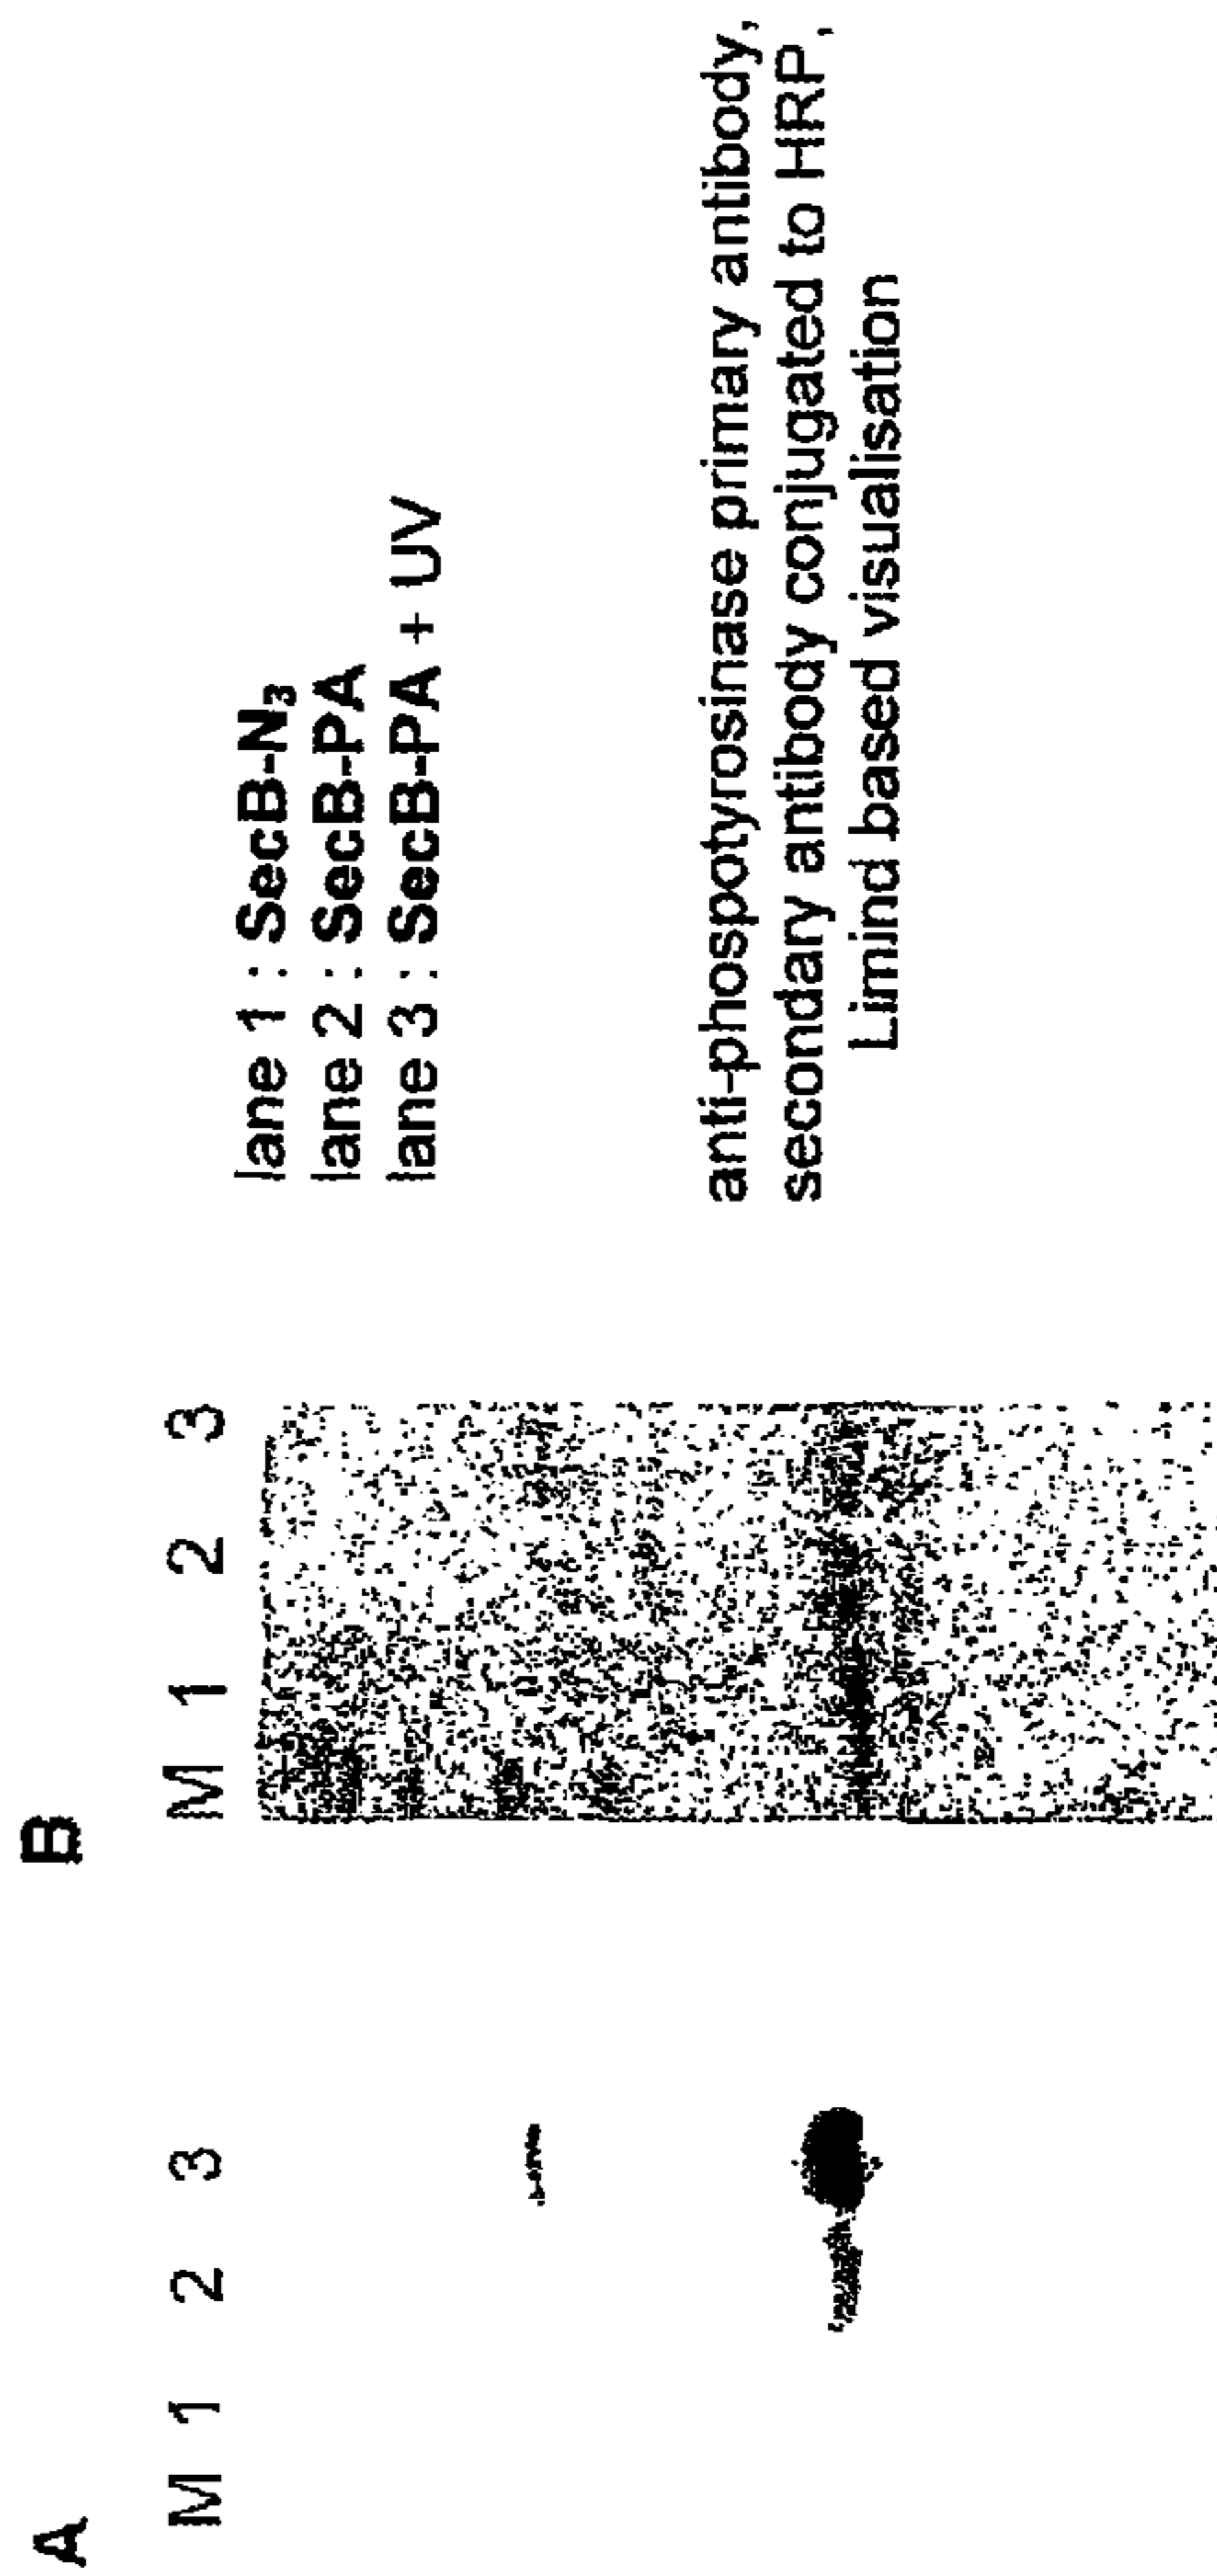 A
M 1 2 3
B
M 1 2 3
lane 1 : SecB-N₃
lane 2 : SecB-PA
lane 3 : SecB-PA + UV
anti-phospotyrosinase primary antibody,
secondary antibody conjugated to HRP,
Limind based visualisation